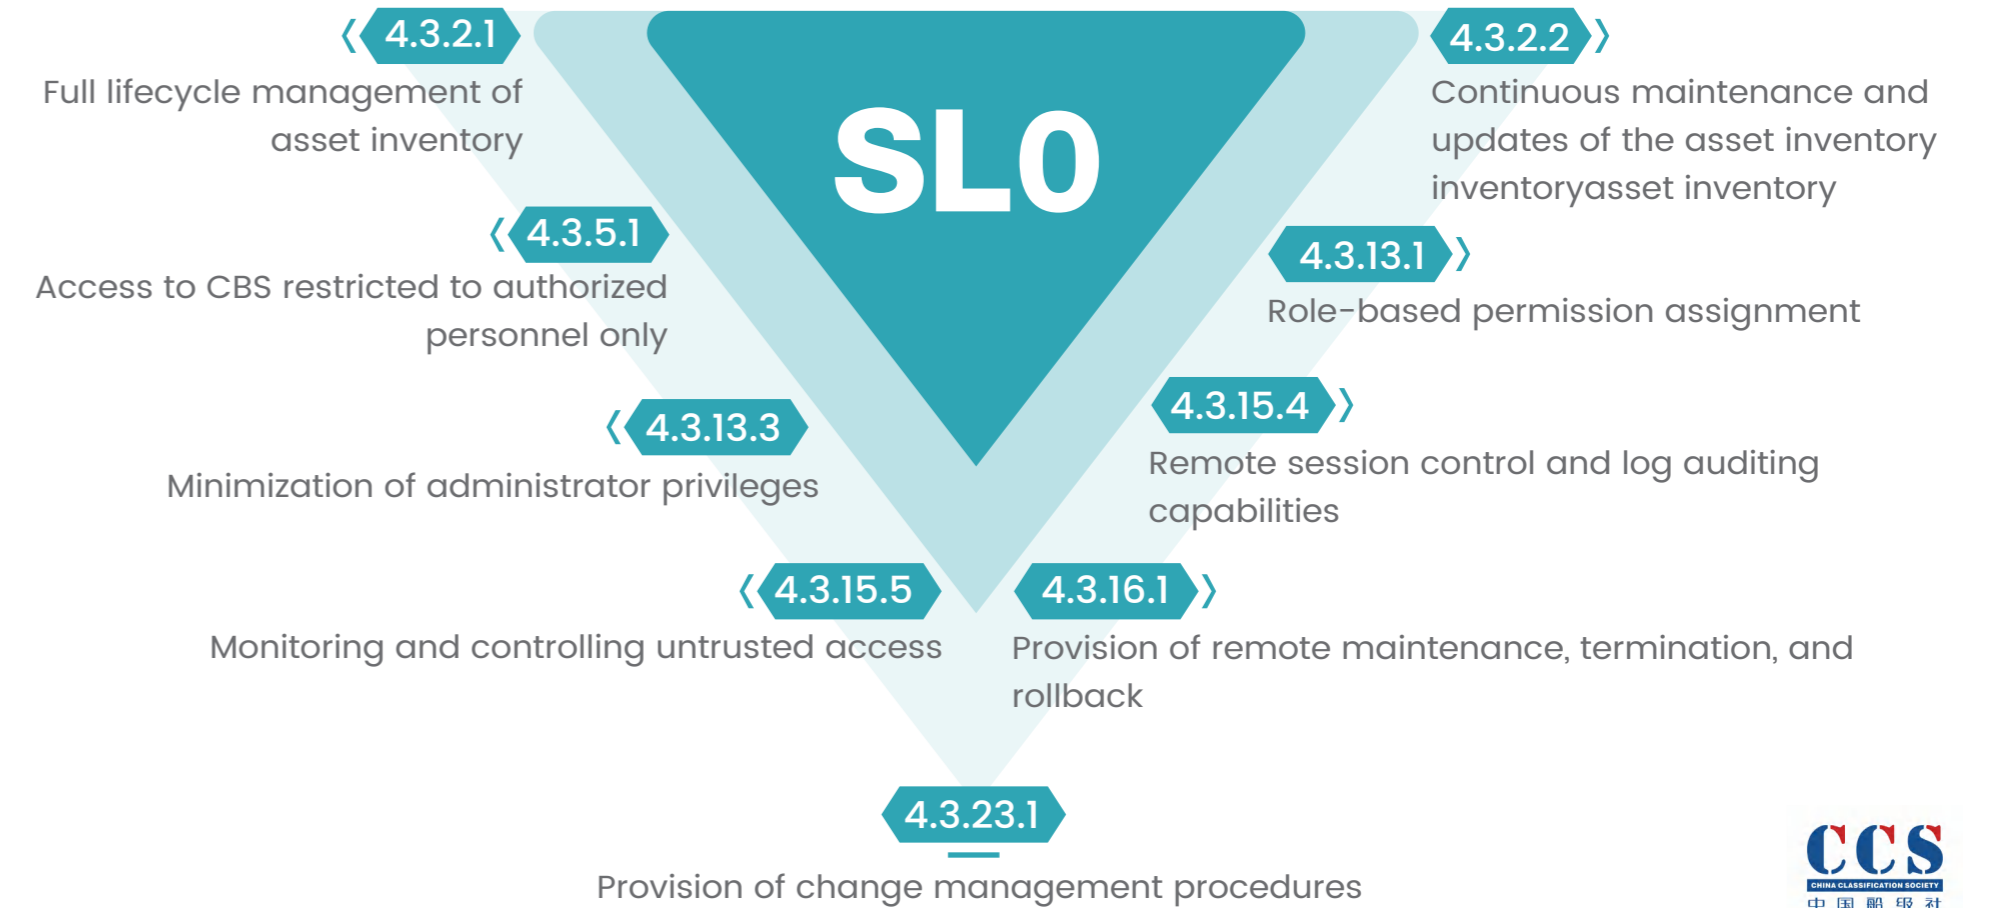 4.3.2.1
Full lifecycle management of
asset inventory
SL0
4.3.2.2
Continuous maintenance and
updates of the asset inventory
inventoryasset inventory
4.3.5.1
Access to CBS restricted to authorized
personnel only
4.3.13.1
Role-based permission assignment
4.3.13.3
Minimization of administrator privileges
4.3.15.4
Remote session control and log auditing
capabilities
4.3.15.5
Monitoring and controlling untrusted access
4.3.16.1
Provision of remote maintenance, termination, and
rollback
4.3.23.1
Provision of change management procedures
CCS
CHINA CLASSIFICATION SOCIETY
中国船级社